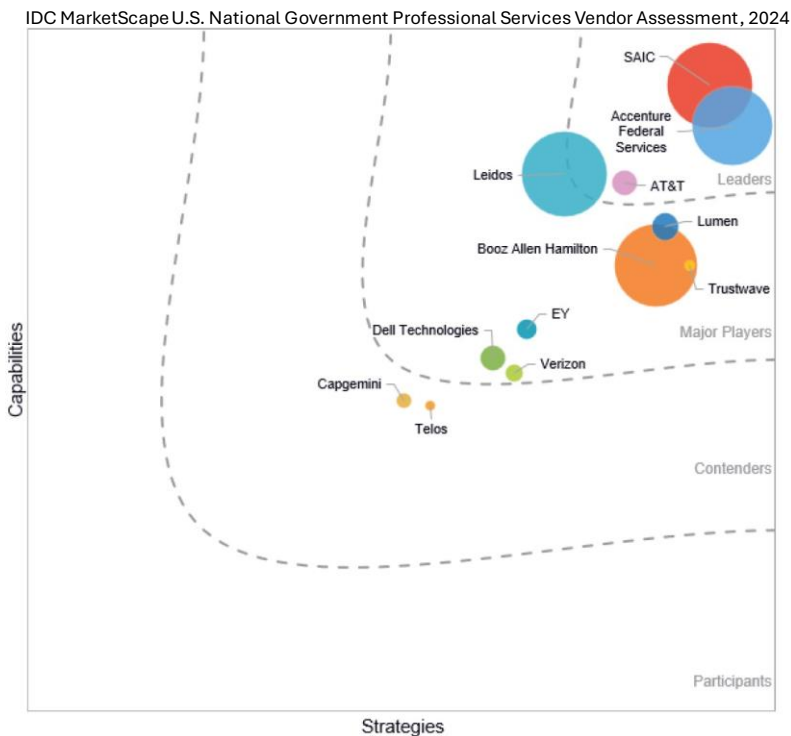 IDC MarketScape U.S. National Government Professional Services Vendor Assessment, 2024
SAIC
Accenture
Federal
Services
Leidos
AT&T
Leaders
Lumen
Booz Allen Hamilton
Trustwave
EY
Dell Technologies
Major Players
Verizon
Capgemini
Telos
Contenders
Participants
Capabilities
Strategies